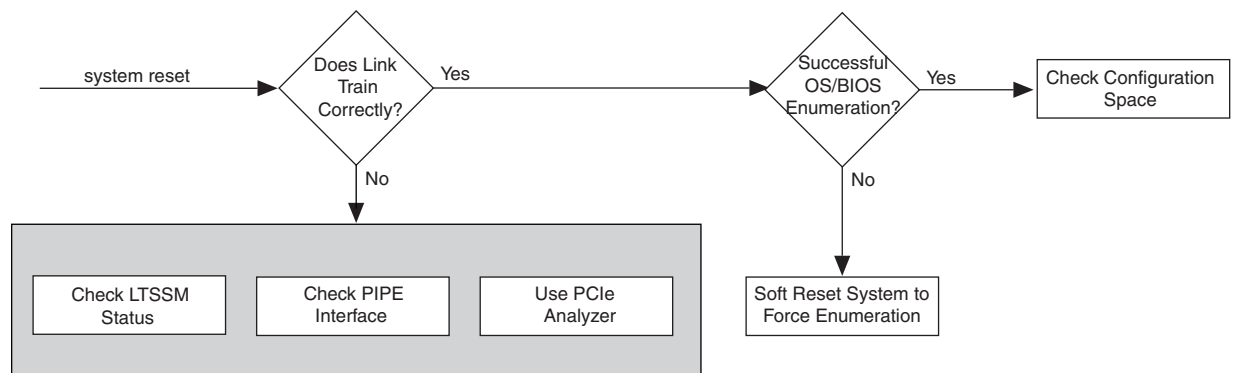 system reset
Does Link
Train
Correctly?
Yes
No
Successful
OS/BIOS
Enumeration?
Yes
No
Check Configuration
Space
Check LTSSM
Status
Check PIPE
Interface
Use PCIe
Analyzer
Soft Reset System to
Force Enumeration